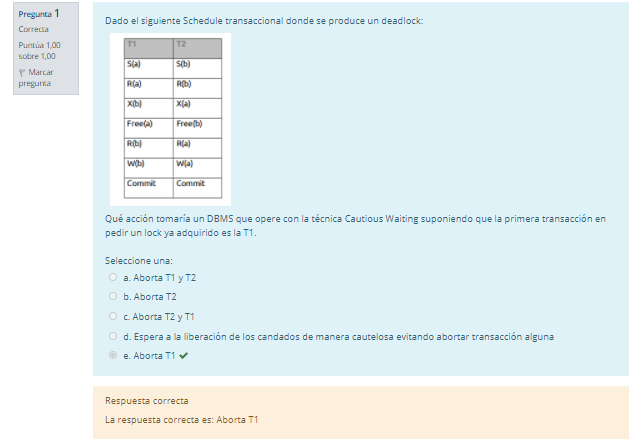 Pregunta 1
Correcta
Puntúa 1,00
sobre 1,00
Marcar
pregunta
Dado el siguiente Schedule transaccional donde se produce un deadlock:
T1 T2
S(a) S(b)
R(a) R(b)
X(b) X(a)
Free(a) Free(b)
R(b) R(a)
W(b) W(a)
Commit Commit
Qué acción tomaría un DBMS que opere con la técnica Cautious Waiting suponiendo que la primera transacción en
pedir un lock ya adquirido es la T1.
Seleccione una:
a. Aborta T1 y T2
b. Aborta T2
c. Aborta T2 y T1
d. Espera a la liberación de los candados de manera cautelosa evitando abortar transacción alguna
e. Aborta T1
Respuesta correcta
La respuesta correcta es: Aborta T1